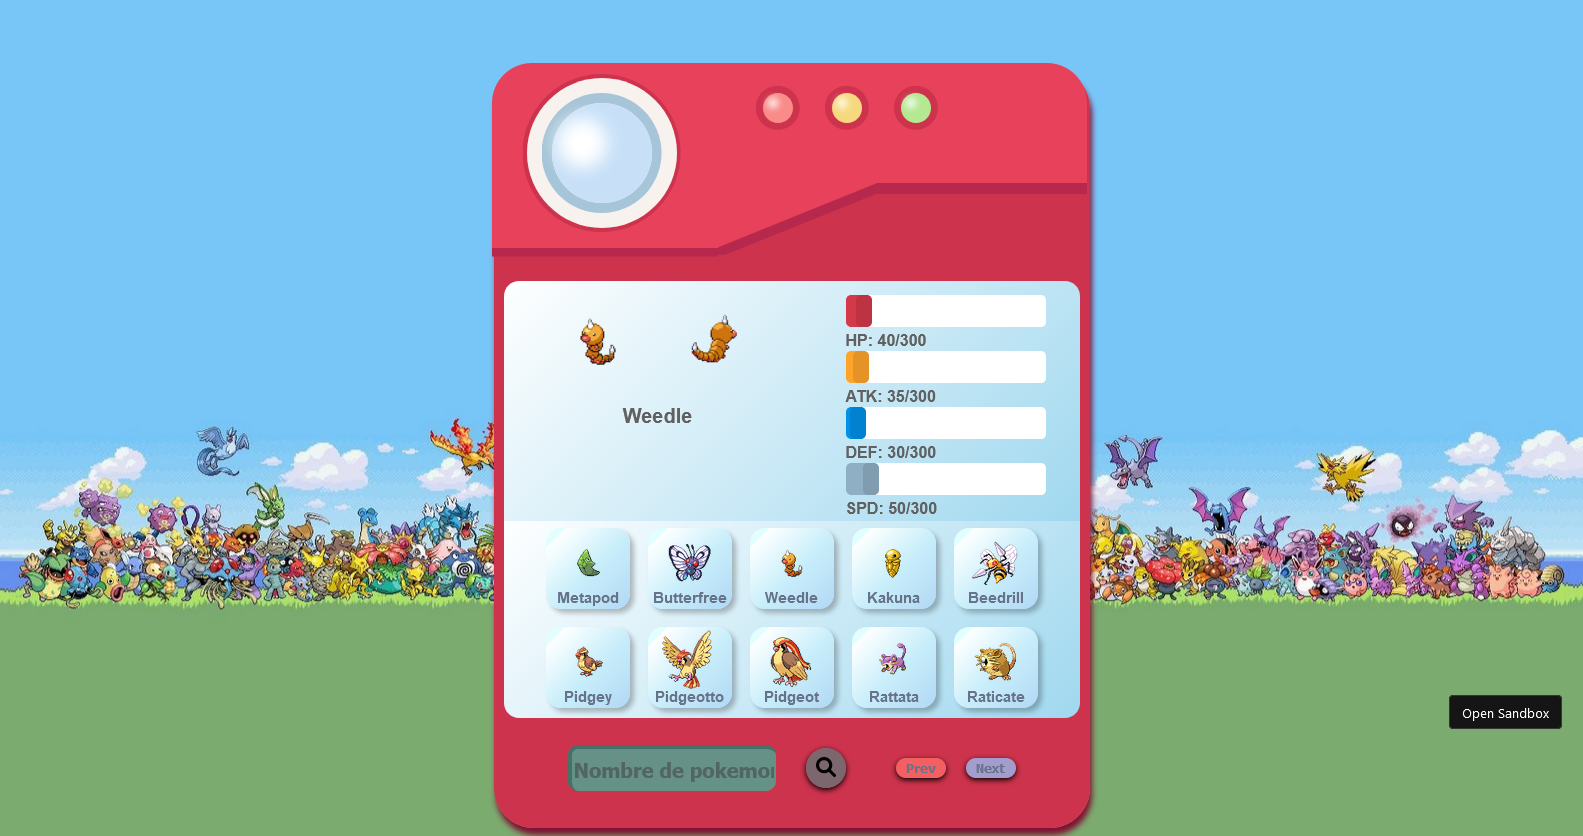 HP: 40/300
ATK: 35/300
Weedle
DEF: 30/300
SPD: 50/300
Metapod Butterfree Weedle Kakuna Beedrill
Pidgey Pidgeotto Pidgeot Rattata Raticate
Open Sandbox
Nombre de pokemon Prev Next